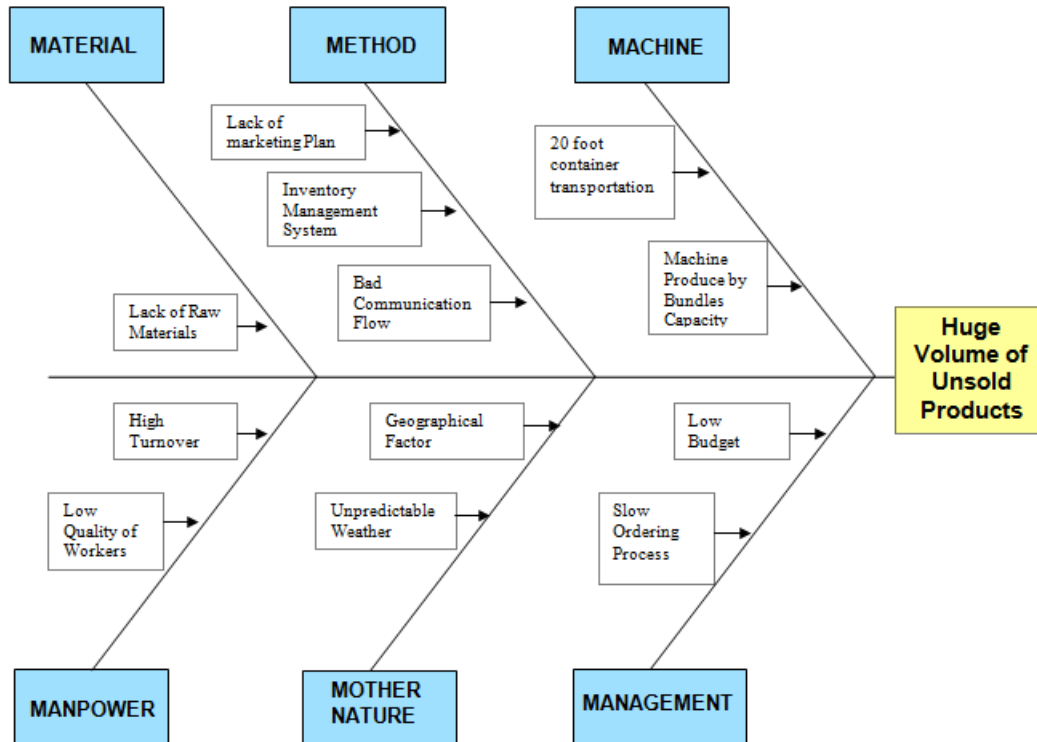 MATERIAL
METHOD
MACHINE
Lack of
marketing Plan
Inventory
Management
System
Bad
Communication
Flow
20 foot
container
transportation
Machine
Produce by
Bundles
Capacity
Lack of Raw
Materials
Huge
Volume of
Unsold
Products
High
Turnover
Low
Quality of
Workers
Geographical
Factor
Unpredictable
Weather
Low
Budget
Slow
Ordering
Process
MANPOWER
MOTHER
NATURE
MANAGEMENT